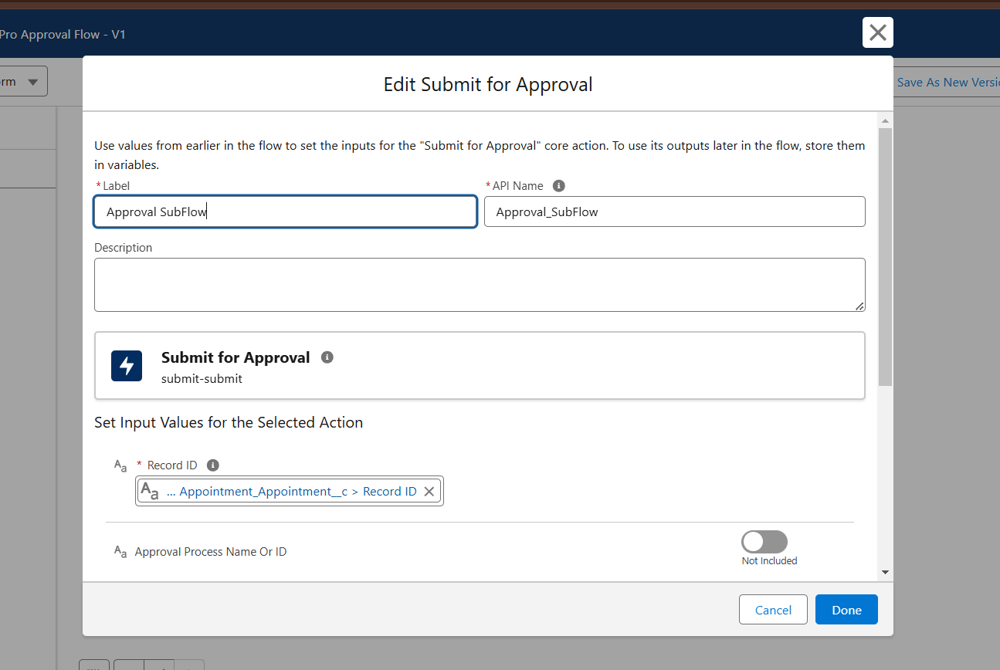 Pro Approval Flow - V1
Edit Submit for Approval
Save As New Versi
Use values from earlier in the flow to set the inputs for the "Submit for Approval" core action. To use its outputs later in the flow, store them
in variables.
* Label
* API Name
Approval SubFlow
Approval_SubFlow
Description
Submit for Approval
submit-submit
Set Input Values for the Selected Action
Aa * Record ID
Aa ... Appointment_Appointment__c > Record ID
Aa Approval Process Name Or ID
Not Included
Cancel
Done